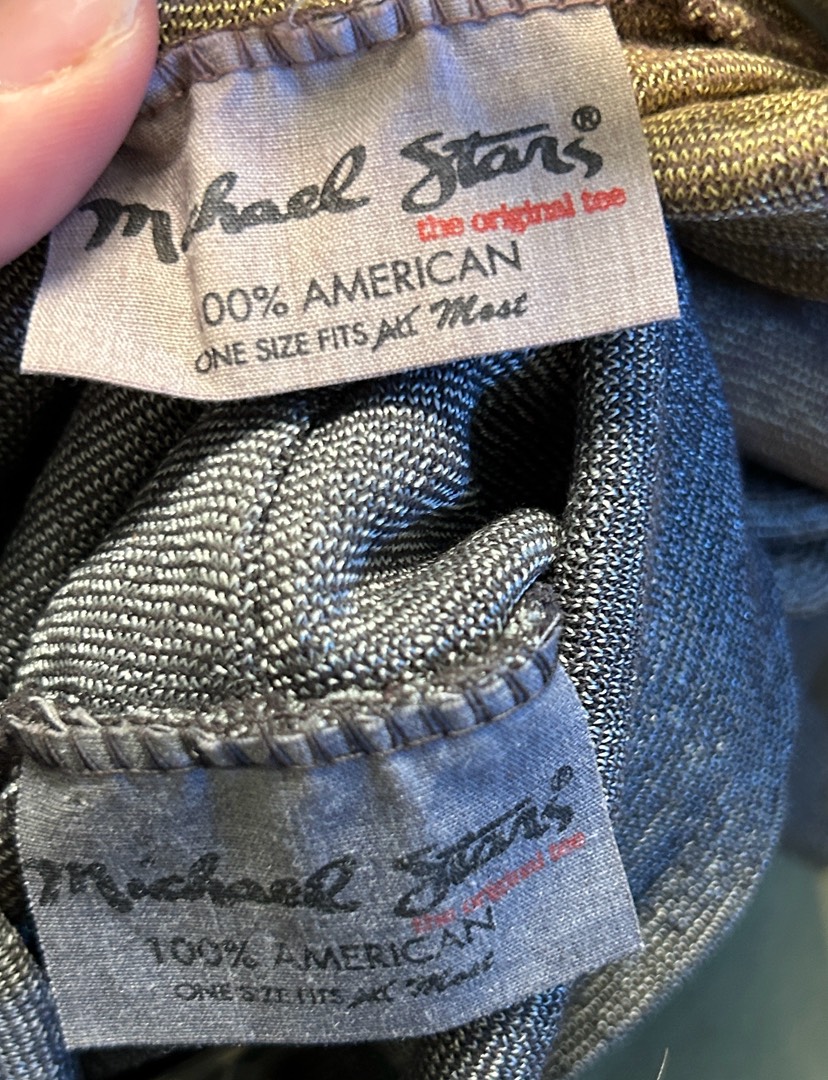 Michael Stars®
the original tee
00% AMERICAN
ONE SIZE FITS ALL Most
Michael Stars®
the original tee
100% AMERICAN
ONE SIZE FITS ALL Most